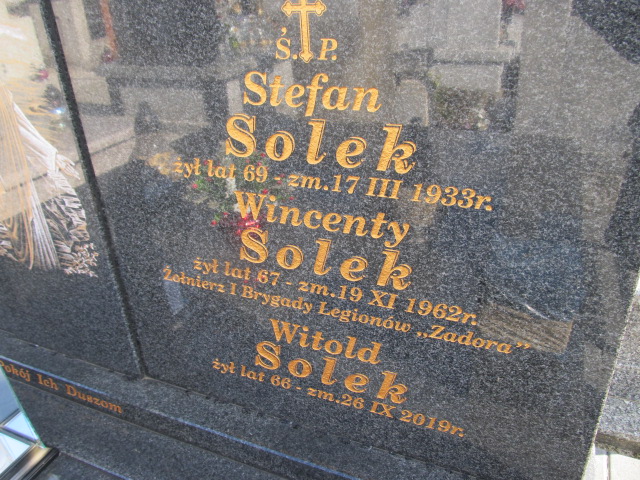 Ś.P.
Stefan
Solek
żył lat 69 - zm.17 III 1933r.
Wincenty
Solek
żył lat 67 - zm.19 XI 1962r.
Żołnierz I Brygady Legionów „Zadora"
Witold
Solek
żył lat 66 - zm.26 IX 2019r.
Pokój Ich Duszom